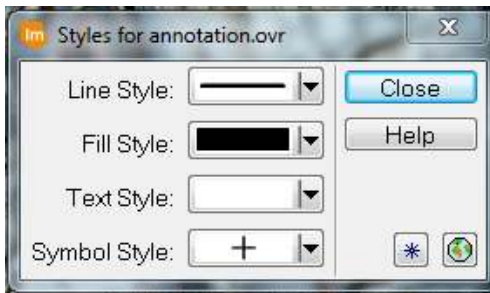 Im Styles for annotation.ovr
Line Style:
Close
Fill Style:
Help
Text Style:
Symbol Style: